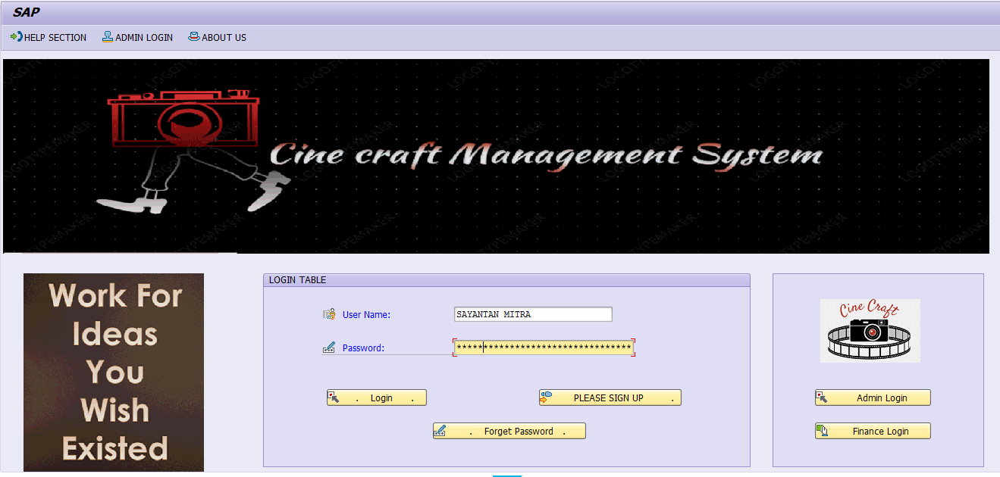 SAP
HELP SECTION ADMIN LOGIN ABOUT US
Cine craft Management System
Work For
Ideas
You
Wish
Existed
LOGIN TABLE
User Name: SAYANTAN MITRA
Password: *********************************
. Login .
PLEASE SIGN UP .
. Forget Password .
Cine Craft
Admin Login
Finance Login
LOGOTYPEMAKER